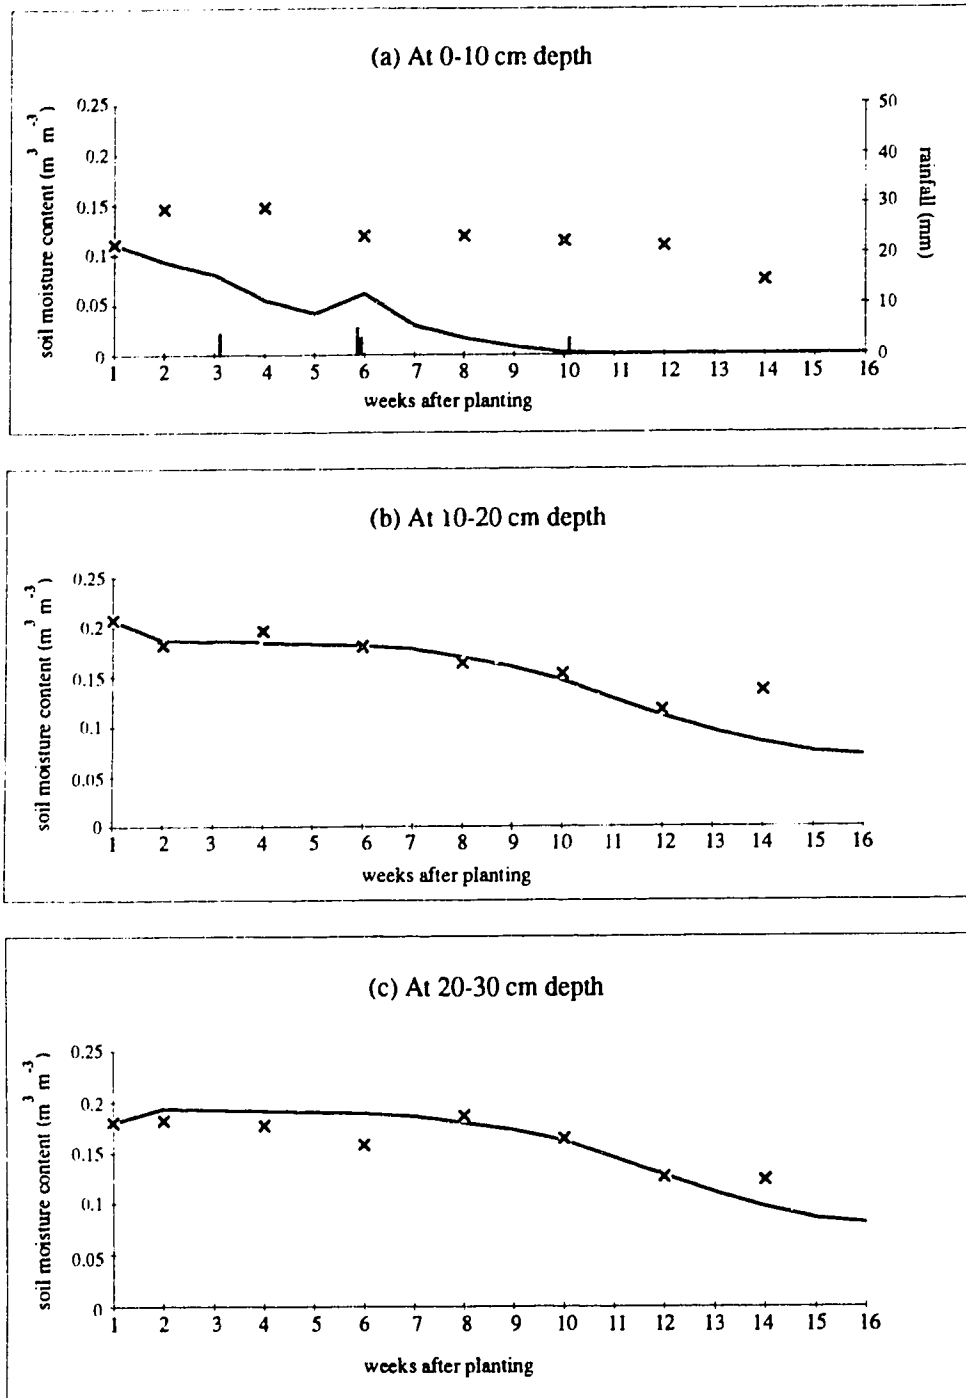 (a) At 0-10 cm depth
soil moisture content (m³ m⁻³)
0.25
0.2
0.15
0.1
0.05
0
50
40
30
20
10
0
rainfall (mm)
1 2 3 4 5 6 7 8 9 10 11 12 13 14 15 16
weeks after planting
(b) At 10-20 cm depth
soil moisture content (m³ m⁻³)
0.25
0.2
0.15
0.1
0.05
0
1 2 3 4 5 6 7 8 9 10 11 12 13 14 15 16
weeks after planting
(c) At 20-30 cm depth
soil moisture content (m³ m⁻³)
0.25
0.2
0.15
0.1
0.05
0
1 2 3 4 5 6 7 8 9 10 11 12 13 14 15 16
weeks after planting